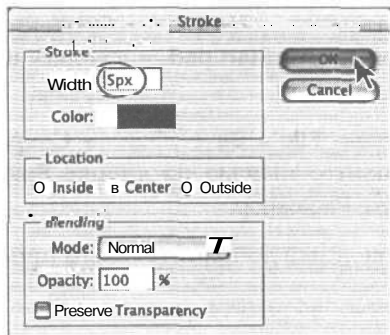 Stroke
Stroke
Width 5px
OK
Cancel
Color:
Location
Inside Center Outside
Blending
Mode: Normal
Opacity: 100 %
Preserve Transparency